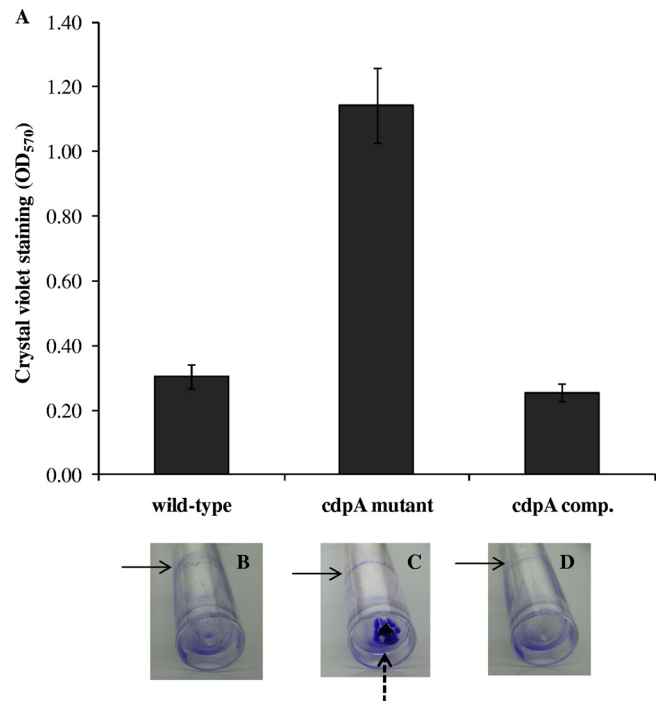 A
1.40
1.20
1.00
0.80
0.60
0.40
0.20
0.00
Crystal violet staining (OD570)
wild-type
cdpA mutant
cdpA comp.
B
C
D